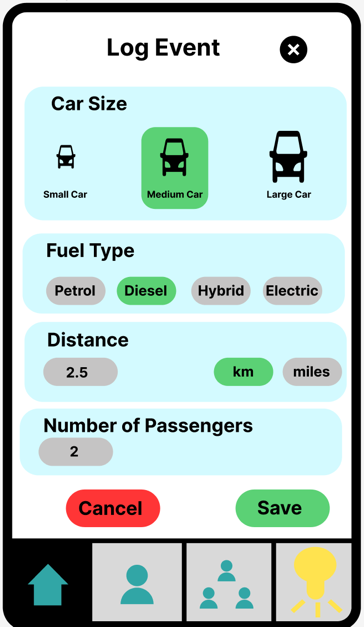 Log Event
Car Size
Small Car
Medium Car
Large Car
Fuel Type
Petrol
Diesel
Hybrid
Electric
Distance
2.5
km
miles
Number of Passengers
2
Cancel
Save